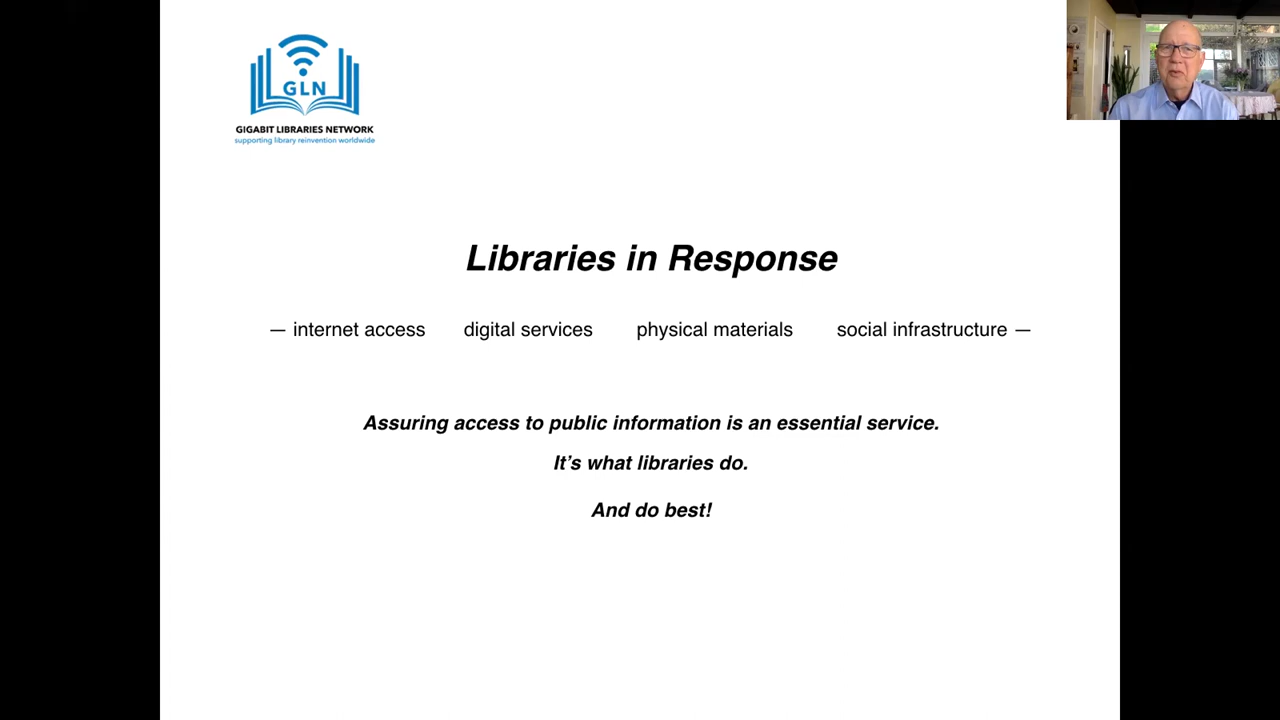 GLN
GIGABIT LIBRARIES NETWORK
supporting library reinvention worldwide
Libraries in Response
— internet access digital services physical materials social infrastructure —
Assuring access to public information is an essential service.
It's what libraries do.
And do best!